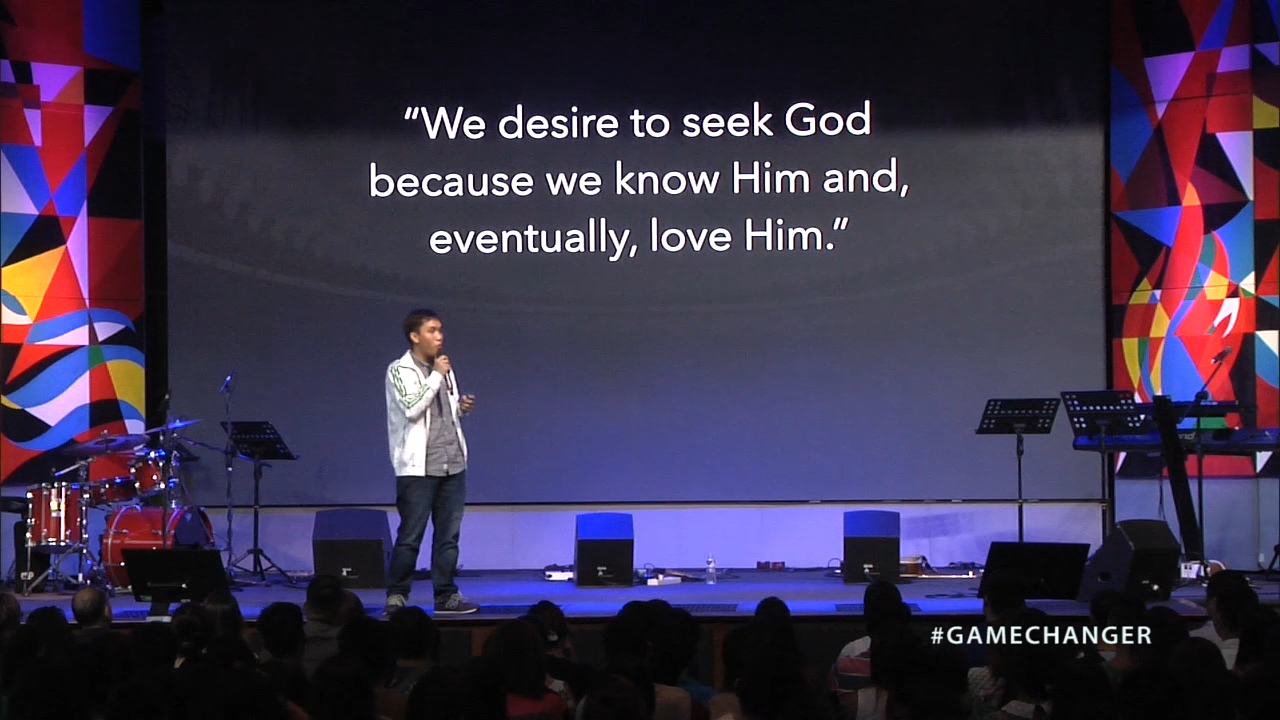 “We desire to seek God
because we know Him and,
eventually, love Him.”
#GAMECHANGER